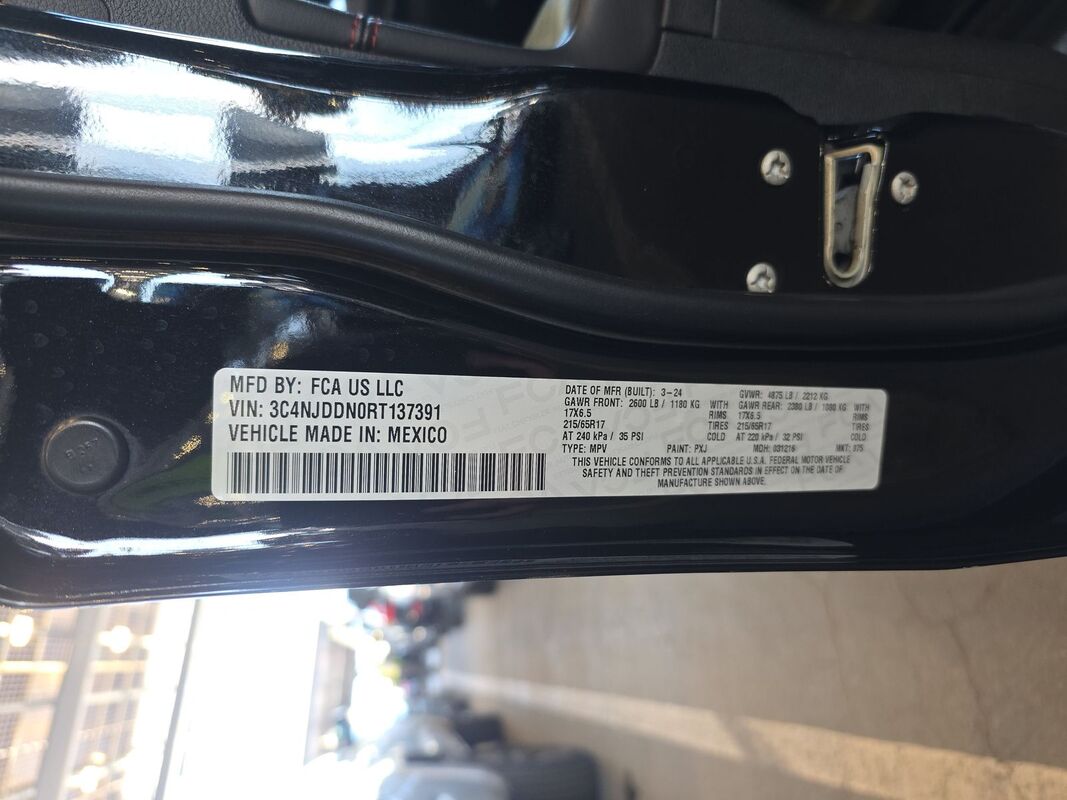 MFD BY: FCA US LLC
VIN: 3C4NJDDN0RT137391
VEHICLE MADE IN: MEXICO
DATE OF MFR (BUILT): 3-24 GVWR: 4875 LB / 2212 KG
GAWR FRONT: 2600 LB / 1180 KG WITH GAWR REAR: 2380 LB / 1080 KG WITH
17X6.5 RIMS 17X6.5 RIMS
215/65R17 TIRES 215/65R17 TIRES
AT 240 kPa / 35 PSI COLD AT 220 kPa / 32 PSI COLD
TYPE: MPV PAINT: PXJ MDH: 031216 MKT: 975
THIS VEHICLE CONFORMS TO ALL APPLICABLE U.S.A. FEDERAL MOTOR VEHICLE
SAFETY AND THEFT PREVENTION STANDARDS IN EFFECT ON THE DATE OF
MANUFACTURE SHOWN ABOVE.